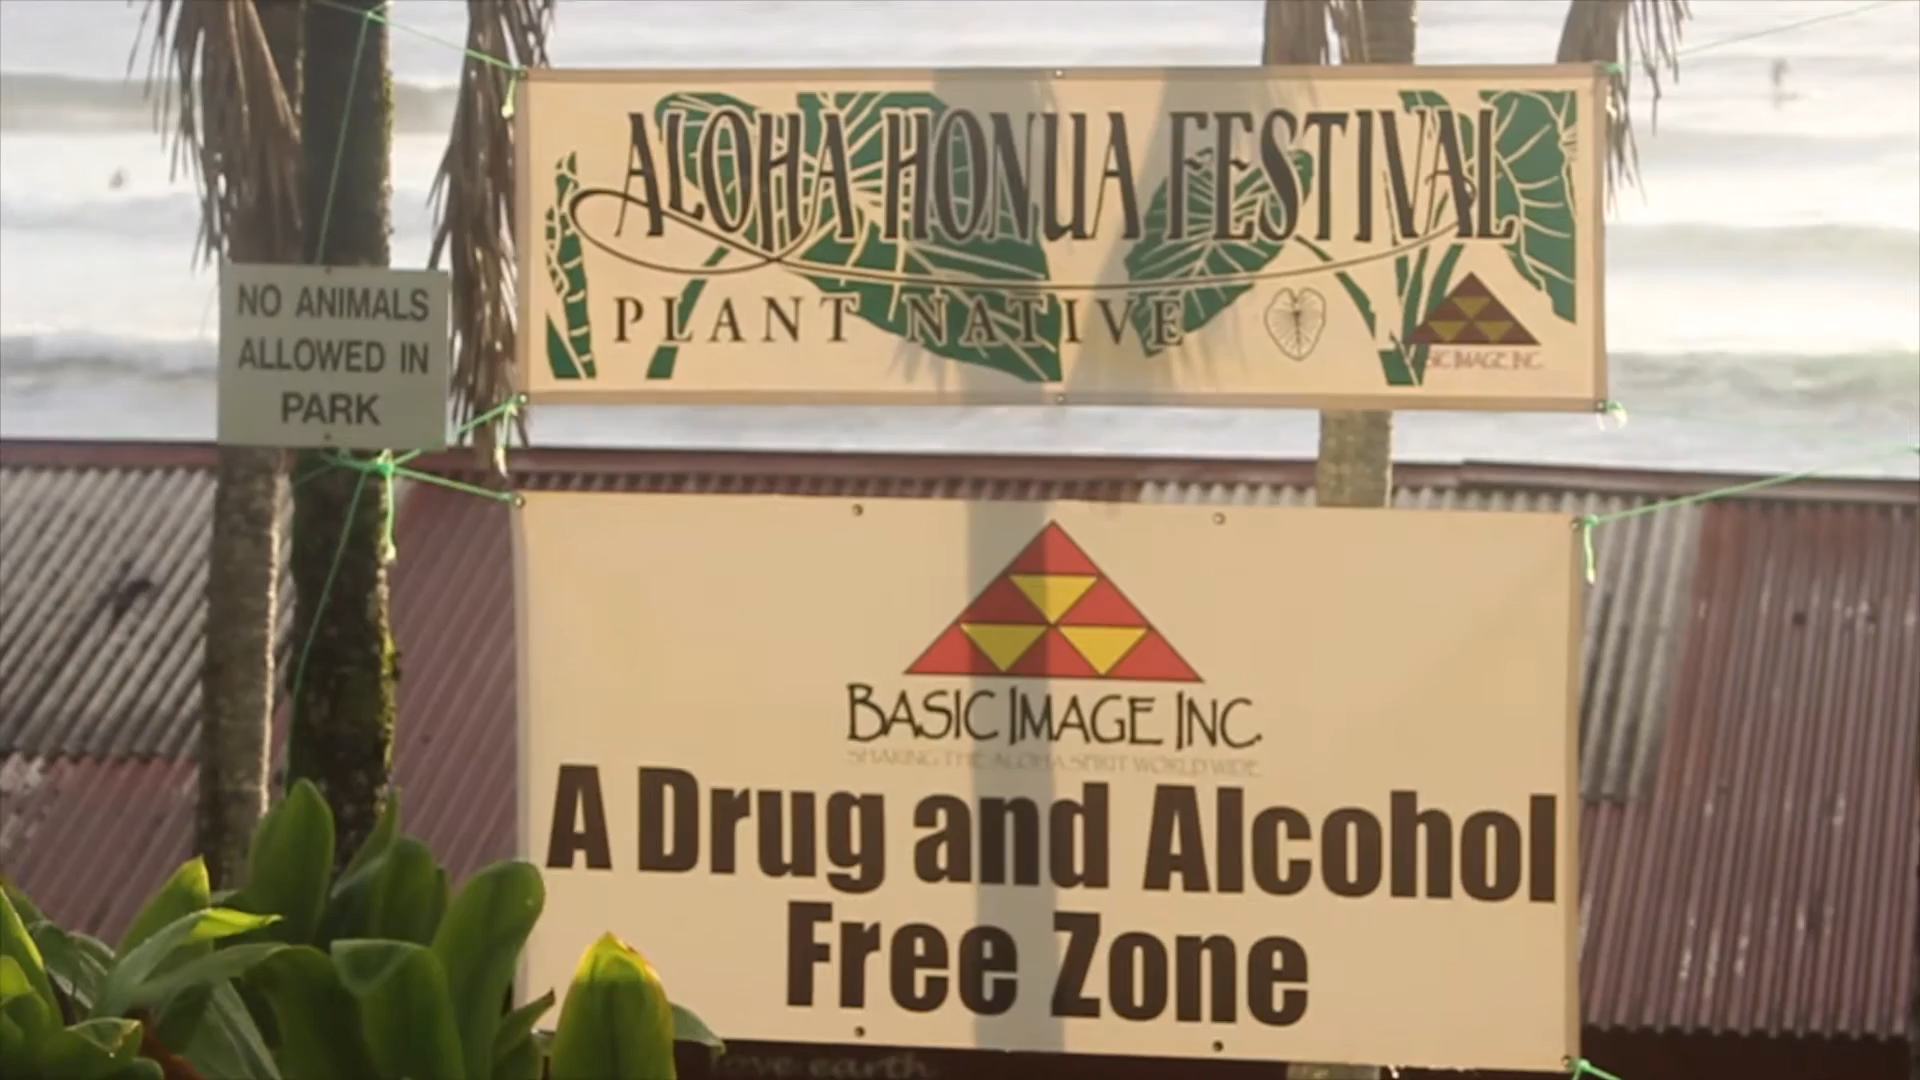 ALOHA HONUA FESTIVAL
PLANT NATIVE
SIC IMAGE INC.
NO ANIMALS
ALLOWED IN
PARK
BASIC IMAGE INC.
SHARING THE ALOHA SPIRIT WORLD WIDE
A Drug and Alcohol
Free Zone
love earth